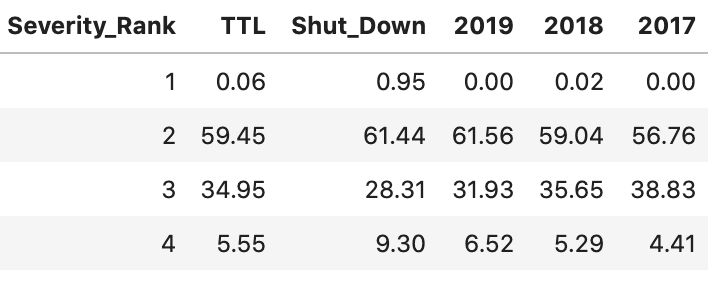 Severity_Rank TTL Shut_Down 2019 2018 2017
1 0.06 0.95 0.00 0.02 0.00
2 59.45 61.44 61.56 59.04 56.76
3 34.95 28.31 31.93 35.65 38.83
4 5.55 9.30 6.52 5.29 4.41